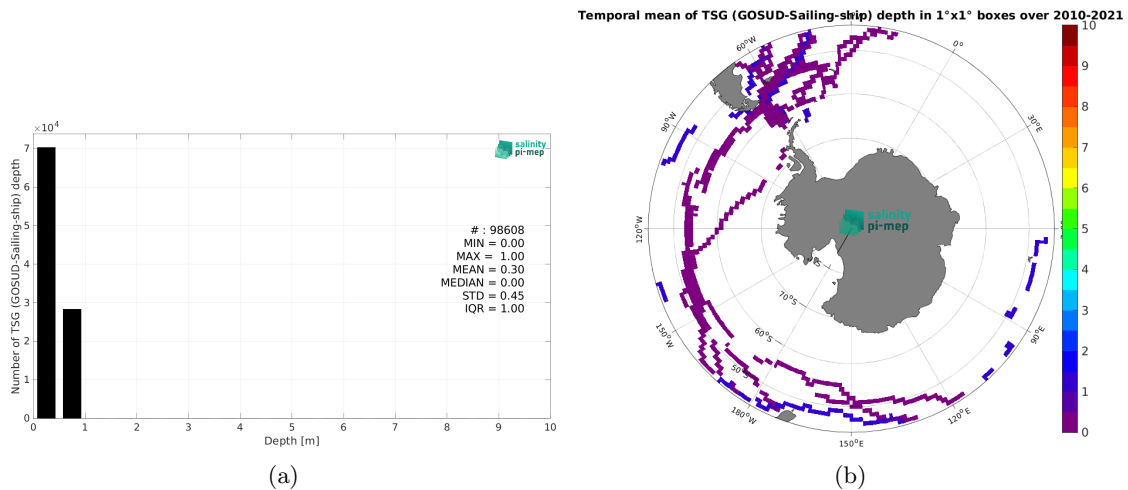 ×10⁴
7
6
5
4
3
2
1
0
Number of TSG (GOSUD-Sailing-ship) depth
0 1 2 3 4 5 6 7 8 9 10
Depth [m]
salinity
pi-mep
# : 98608
MIN = 0.00
MAX = 1.00
MEAN = 0.30
MEDIAN = 0.00
STD = 0.45
IQR = 1.00
(a)
Temporal mean of TSG (GOSUD-Sailing-ship) depth in 1°x1° boxes over 2010-2021
0°
30°E
60°W
90°W
120°W
150°W
180°W
150°E
120°E
90°E
70°S
60°S
50°S
salinity
pi-mep
10
9
8
7
6
5
4
3
2
1
0
(b)